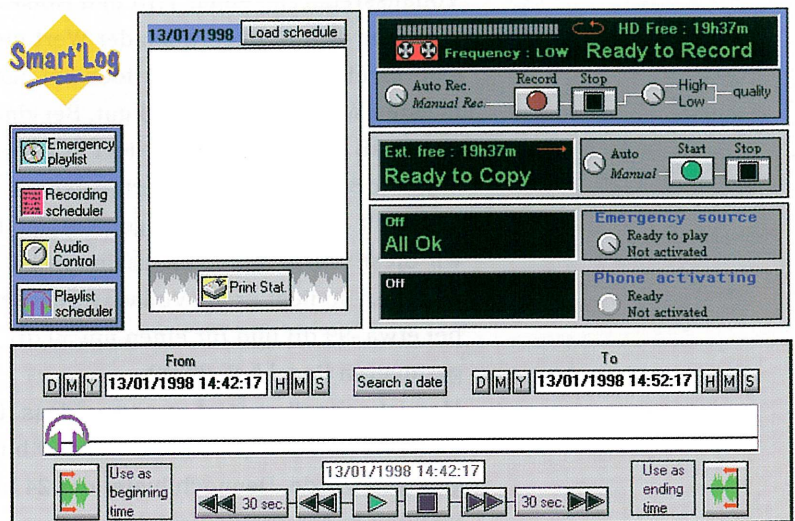 Smart'Log
Emergency playlist
Recording scheduler
Audio Control
Playlist scheduler
13/01/1998 Load schedule
Print Stat.
HD Free : 19h37m
Frequency : LOW Ready to Record
Auto Rec.
Manual Rec.
Record Stop
High
Low
quality
Ext. free : 19h37m
Ready to Copy
Auto
Manual
Start Stop
Off
All Ok
Emergency source
Ready to play
Not activated
Off
Phone activating
Ready
Not activated
From
D M Y 13/01/1998 14:42:17 H M S
Search a date
To
D M Y 13/01/1998 14:52:17 H M S
Use as
beginning
time
13/01/1998 14:42:17
30 sec.
30 sec.
Use as
ending
time